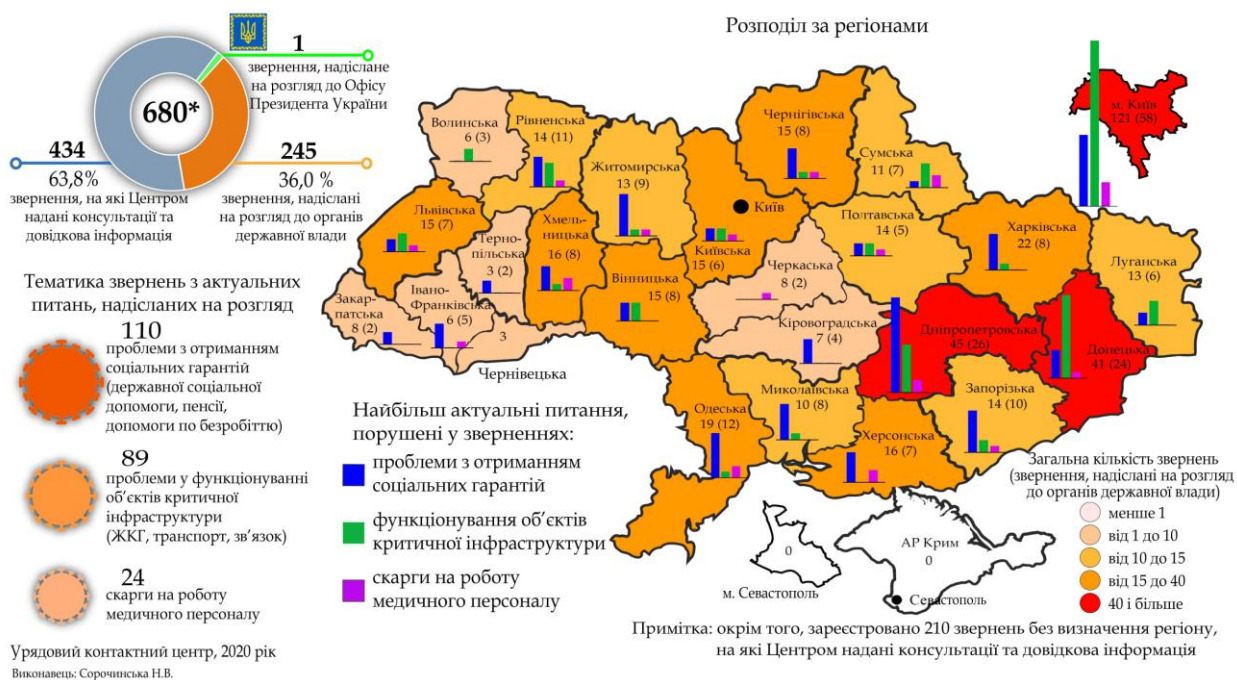 Розподіл за регіонами
1
звернення, надіслане
на розгляд до Офісу
Президента України
680*
434
63,8%
звернення, на які Центром
надані консультації та
довідкова інформація
245
36,0 %
звернення, надіслані
на розгляд до органів
державної влади
Тематика звернень з актуальних
питань, надісланих на розгляд
110
проблеми з отриманням
соціальних гарантій
(державної соціальної
допомоги, пенсії,
допомоги по безробіттю)
89
проблеми у функціонуванні
об’єктів критичної
інфраструктури
(ЖКГ, транспорт, зв’язок)
24
скарги на роботу
медичного персоналу
Урядовий контактний центр, 2020 рік
Виконавець: Сорочинська Н.В.
Волинська
6 (3)
Рівненська
14 (11)
Житомирська
13 (9)
Чернігівська
15 (8)
Сумська
11 (7)
м. Київ
121 (58)
Львівська
15 (7)
Терно-
пільська
3 (2)
Хмель-
ницька
16 (8)
Київ
Київська
15 (6)
Полтавська
14 (5)
Харківська
22 (8)
Луганська
13 (6)
Закар-
патська
8 (2)
Івано-
Франківська
6 (5)
3
Чернівецька
Вінницька
15 (8)
Черкаська
8 (2)
Кіровоградська
7 (4)
Дніпропетровська
45 (26)
Донецька
41 (24)
Одеська
19 (12)
Миколаївська
10 (8)
Херсонська
16 (7)
Запорізька
14 (10)
0
м. Севастополь
АР Крим
0
Севастополь
Найбільш актуальні питання,
порушені у зверненнях:
проблеми з отриманням
соціальних гарантій
функціонування об’єктів
критичної інфраструктури
скарги на роботу
медичного персоналу
Загальна кількість звернень
(звернення, надіслані на розгляд
до органів державної влади)
менше 1
від 1 до 10
від 10 до 15
від 15 до 40
40 і більше
Примітка: окрім того, зареєстровано 210 звернень без визначення регіону,
на які Центром надані консультації та довідкова інформація